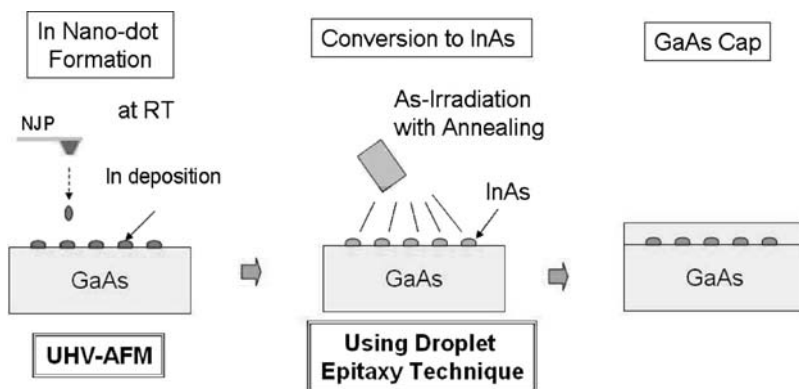 In Nano-dot
Formation
at RT
NJP
In deposition
GaAs
UHV-AFM
Conversion to InAs
As-Irradiation
with Annealing
InAs
GaAs
Using Droplet
Epitaxy Technique
GaAs Cap
GaAs